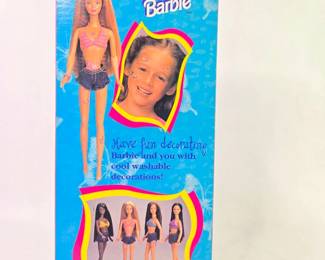 Barbie
Have fun decorating
Barbie and you with
cool washable
decorations!